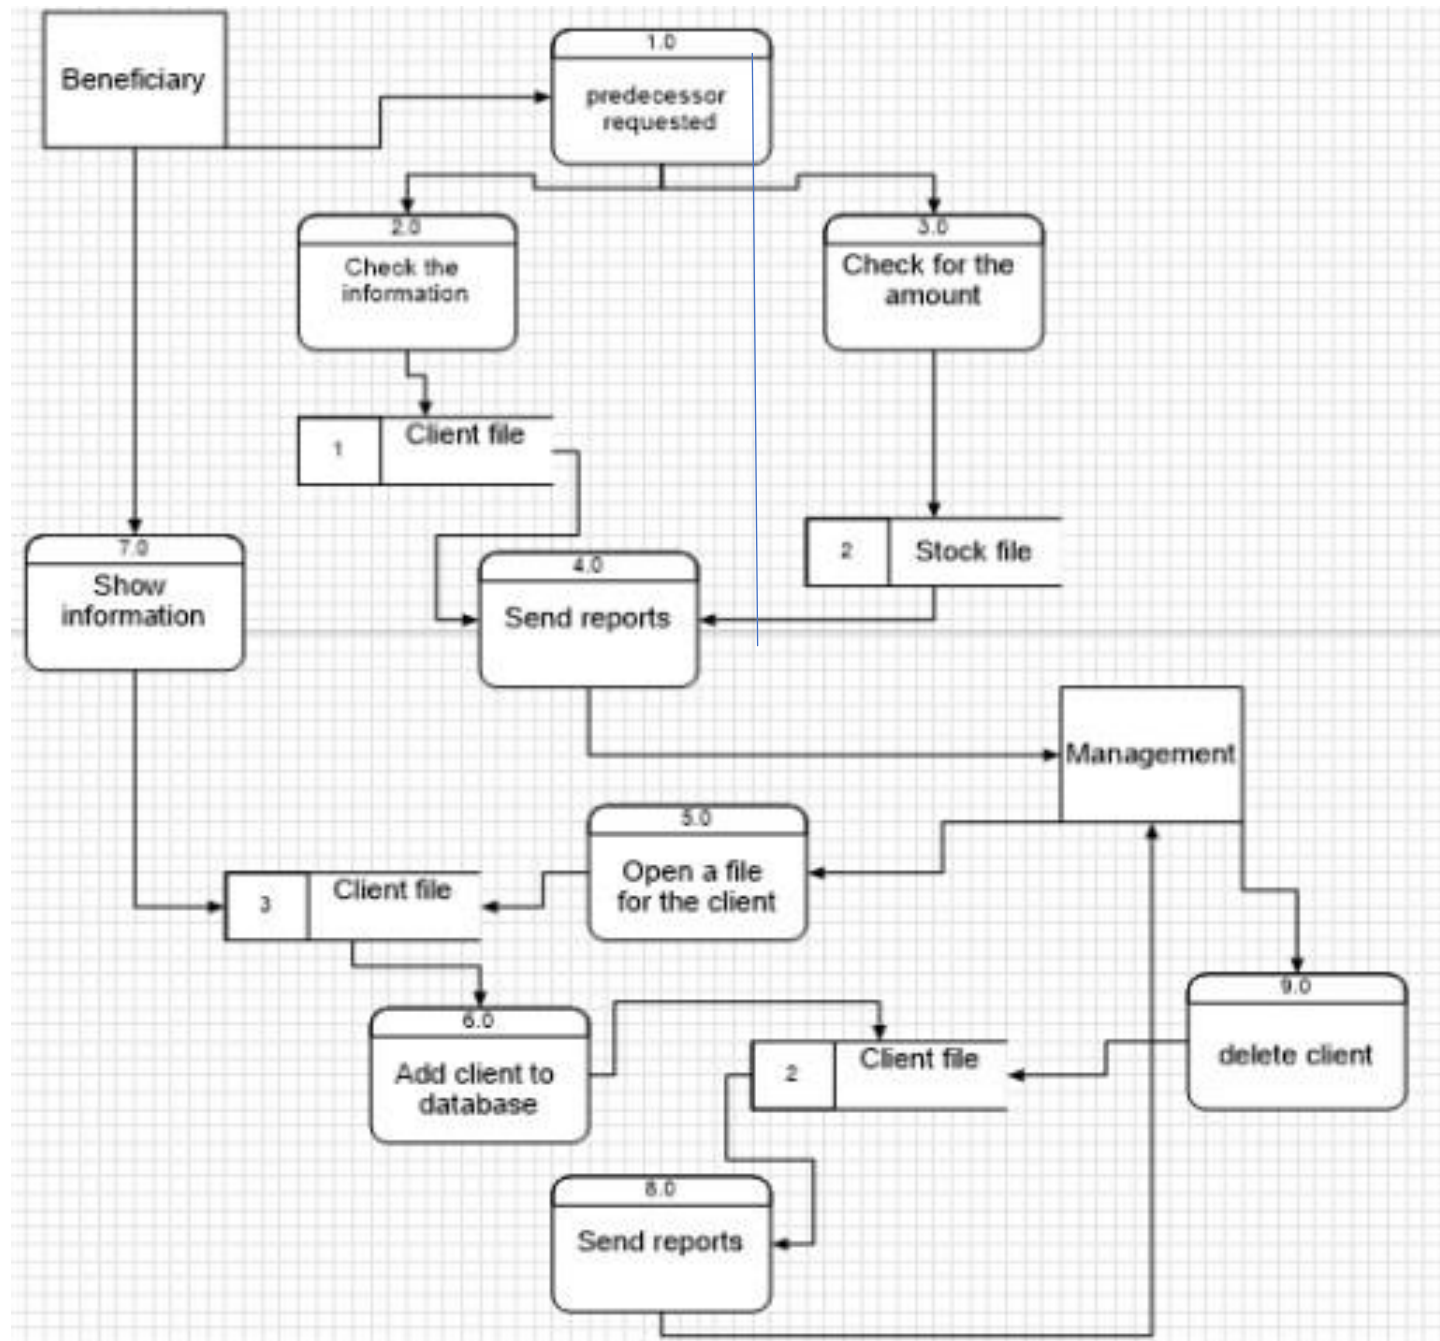 Beneficiary
1.0
predecessor
requested
2.0
Check the
information
3.0
Check for the
amount
1
Client file
2
Stock file
7.0
Show
information
4.0
Send reports
Management
5.0
Open a file
for the client
3
Client file
9.0
delete client
6.0
Add client to
database
2
Client file
8.0
Send reports